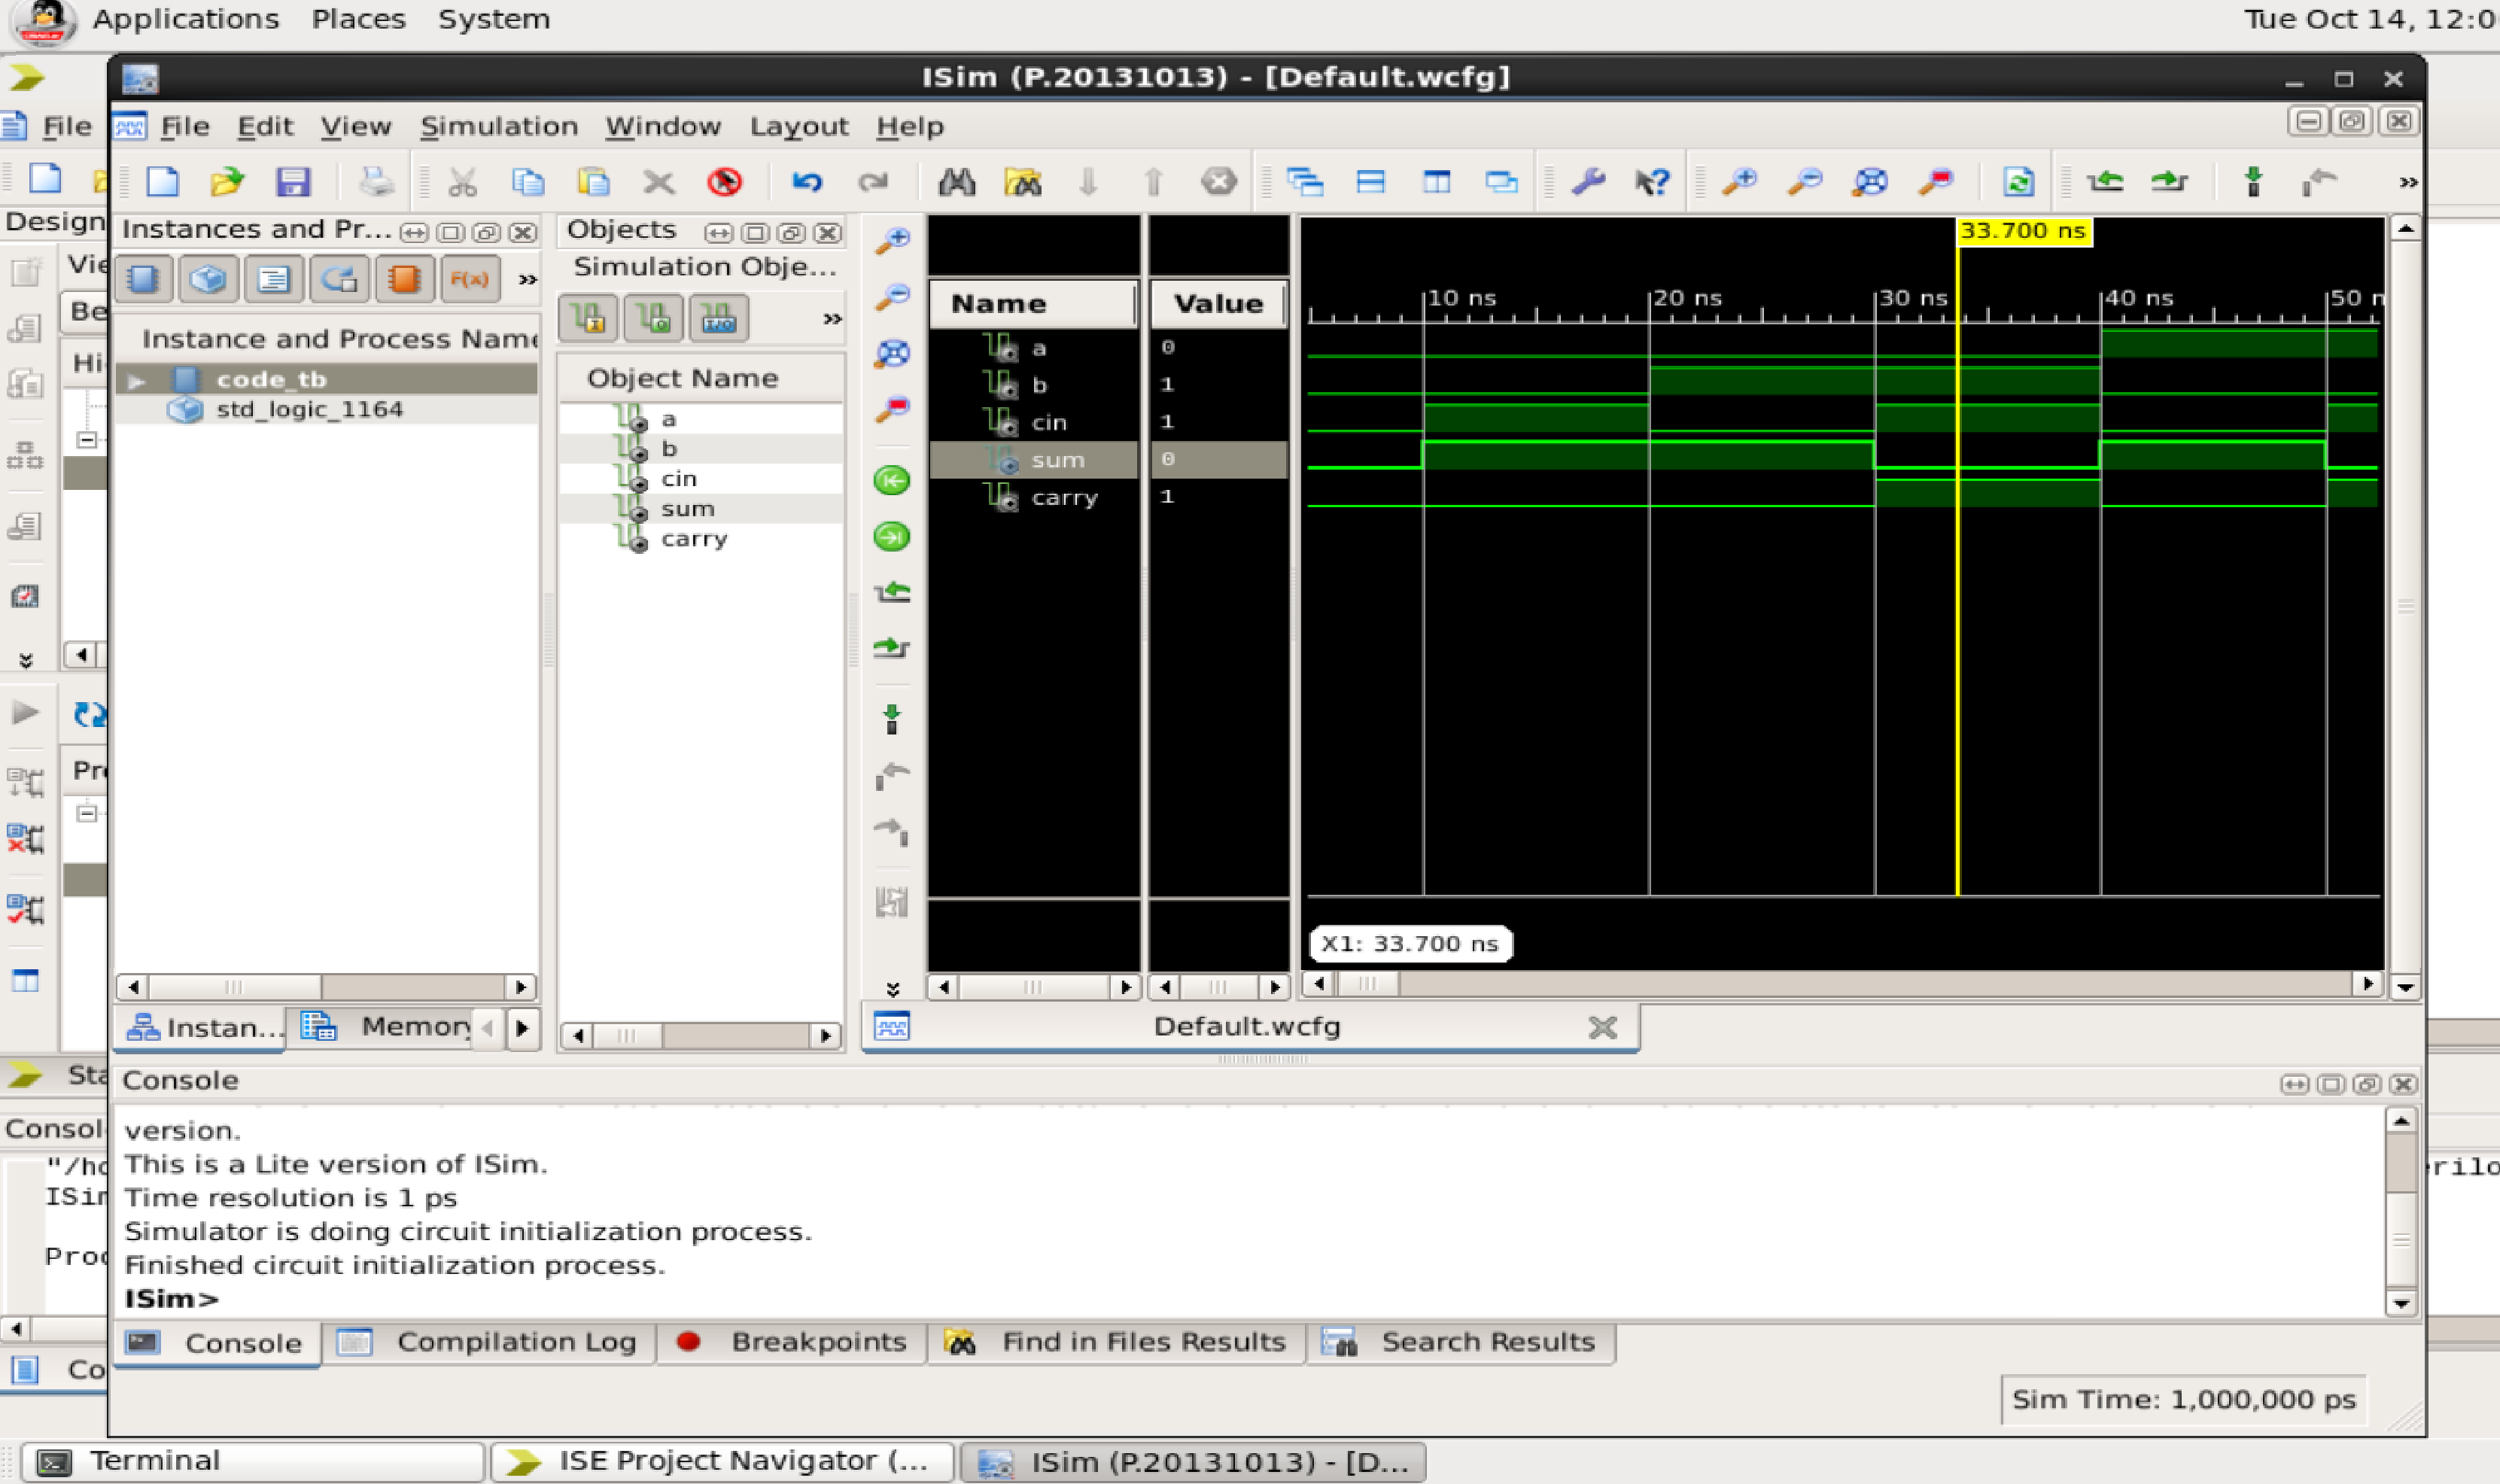 Applications Places System
Tue Oct 14, 12:0
ISim (P.20131013) - [Default.wcfg]
File
File Edit View Simulation Window Layout Help
Design
Instances and Pr...
Objects
Vie
F(x)
Simulation Obje...
Be
33.700 ns
10 ns 20 ns 30 ns 40 ns 50 n
Name Value
Instance and Process Name
Hi
Object Name
code_tb
std_logic_1164
a
b
cin
sum
carry
a 0
b 1
cin 1
sum 0
carry 1
Pr
X1: 33.700 ns
Instan... Memory
Default.wcfg
Sta
Console
Consol
version.
This is a Lite version of ISim.
Time resolution is 1 ps
Simulator is doing circuit initialization process.
Finished circuit initialization process.
ISim>
"/ho
ISim
Proc
erilo
Console Compilation Log Breakpoints Find in Files Results Search Results
Co
Sim Time: 1,000,000 ps
Terminal ISE Project Navigator (... ISim (P.20131013) - [D...